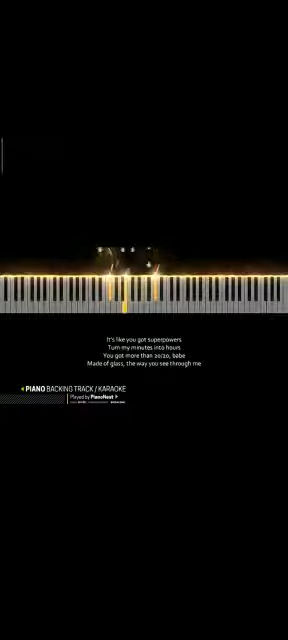 It's like you got superpowers
Turn my minutes into hours
You got more than 20/20, babe
Made of glass, the way you see through me
PIANO BACKING TRACK / KARAOKE
Played by PianoNest